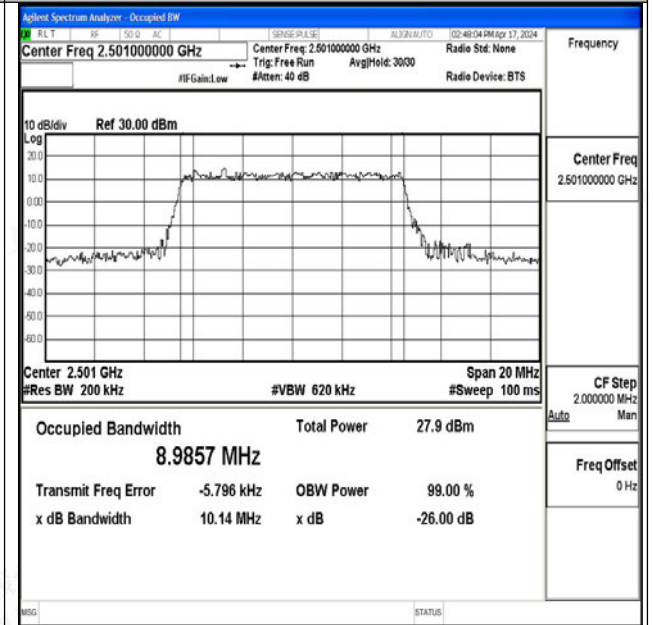 Agilent Spectrum Analyzer - Occupied BW
RL T RF 50 Ω AC SENSE:PULSE ALIGN AUTO 02:48:04 PM Apr 17, 2024
Center Freq 2.501000000 GHz
Center Freq: 2.501000000 GHz
Radio Std: None
Trig: Free Run Avg|Hold: 30/30
#IFGain:Low #Atten: 40 dB Radio Device: BTS
10 dB/div Ref 30.00 dBm
Log
20.0
10.0
0.00
-10.0
-20.0
-30.0
-40.0
-50.0
-60.0
Center 2.501 GHz Span 20 MHz
#Res BW 200 kHz #VBW 620 kHz #Sweep 100 ms
Occupied Bandwidth Total Power 27.9 dBm
8.9857 MHz
Transmit Freq Error -5.796 kHz OBW Power 99.00 %
x dB Bandwidth 10.14 MHz x dB -26.00 dB
MSG STATUS
Frequency
Center Freq
2.501000000 GHz
CF Step
2.000000 MHz
Auto Man
Freq Offset
0 Hz